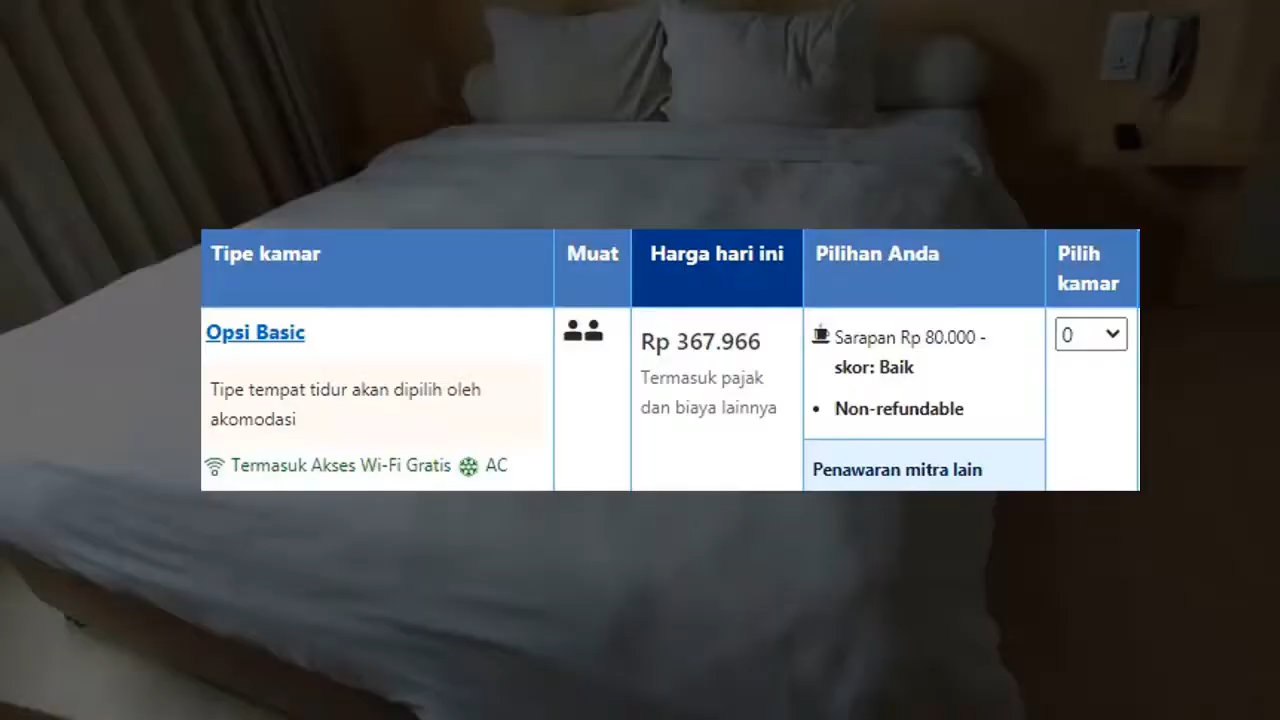 Tipe kamar
Muat
Harga hari ini
Pilihan Anda
Pilih
kamar
Opsi Basic
Tipe tempat tidur akan dipilih oleh
akomodasi
Termasuk Akses Wi-Fi Gratis AC
Rp 367.966
Termasuk pajak
dan biaya lainnya
Sarapan Rp 80.000 -
skor: Baik
• Non-refundable
Penawaran mitra lain
0